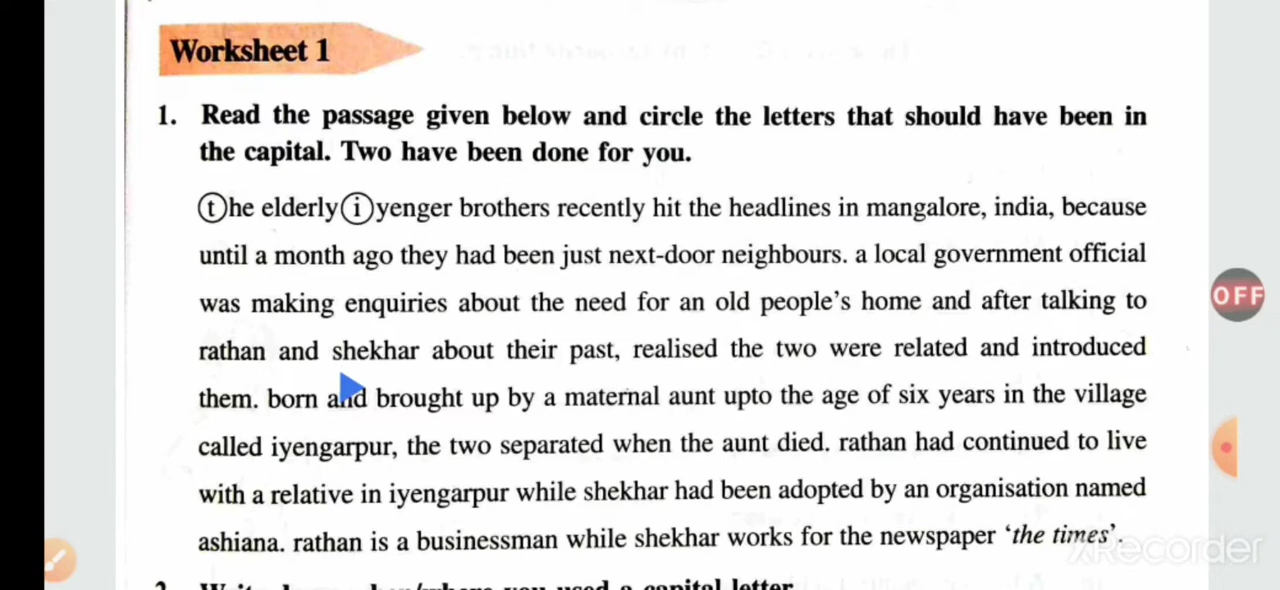 Worksheet 1
1. Read the passage given below and circle the letters that should have been in
the capital. Two have been done for you.
the elderly iyenger brothers recently hit the headlines in mangalore, india, because
until a month ago they had been just next-door neighbours. a local government official
was making enquiries about the need for an old people's home and after talking to
OFF
rathan and shekhar about their past, realised the two were related and introduced
them. born and brought up by a maternal aunt upto the age of six years in the village
called iyengarpur, the two separated when the aunt died. rathan had continued to live
with a relative in iyengarpur while shekhar had been adopted by an organisation named
ashiana. rathan is a businessman while shekhar works for the newspaper ‘the times’.
XRecorder
you used a capital letter